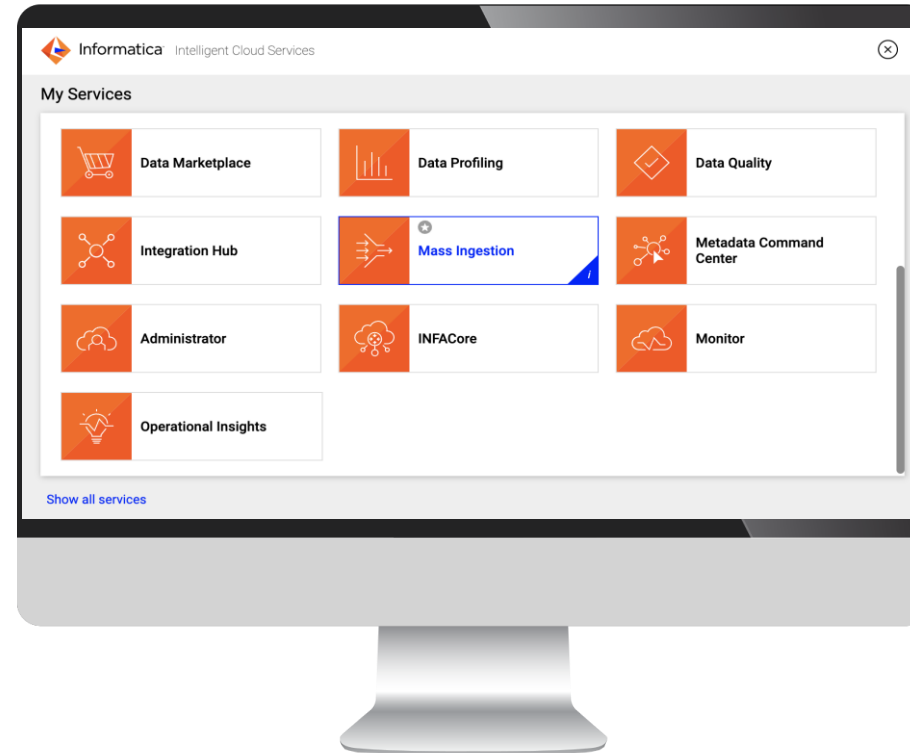 Informatica Intelligent Cloud Services
My Services
Data Marketplace
Data Profiling
Data Quality
Integration Hub
Mass Ingestion
i
Metadata Command
Center
Administrator
INFACore
Monitor
Operational Insights
Show all services